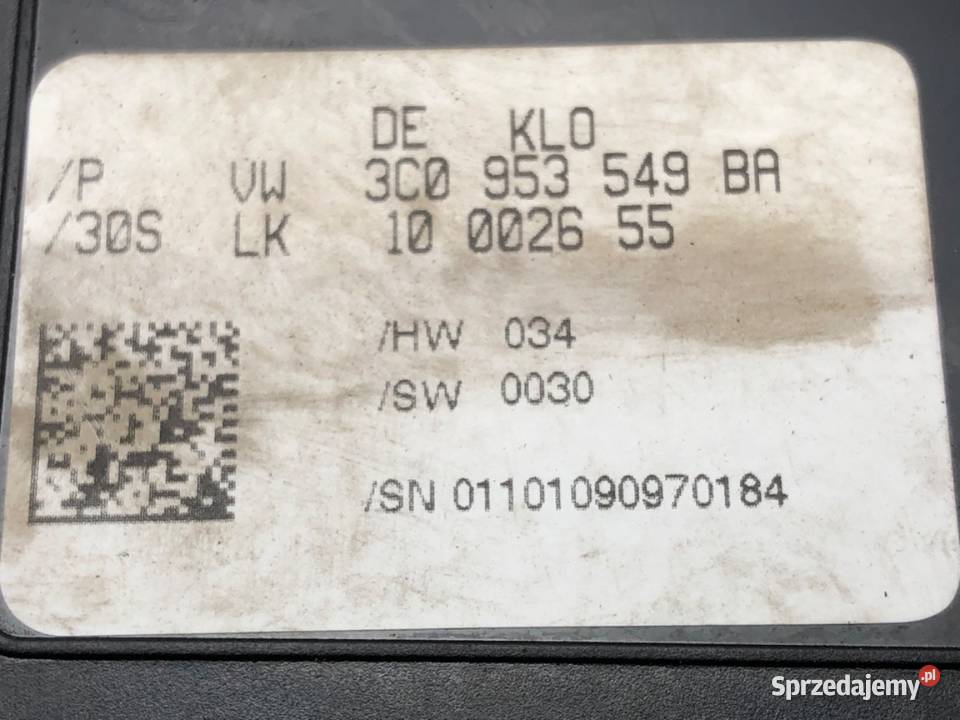 DE KLO
/P VW 3C0 953 549 BA
/30S LK 10 0026 55
/HW 034
/SW 0030
/SN 01101090970184
Sprzedajemy.pl